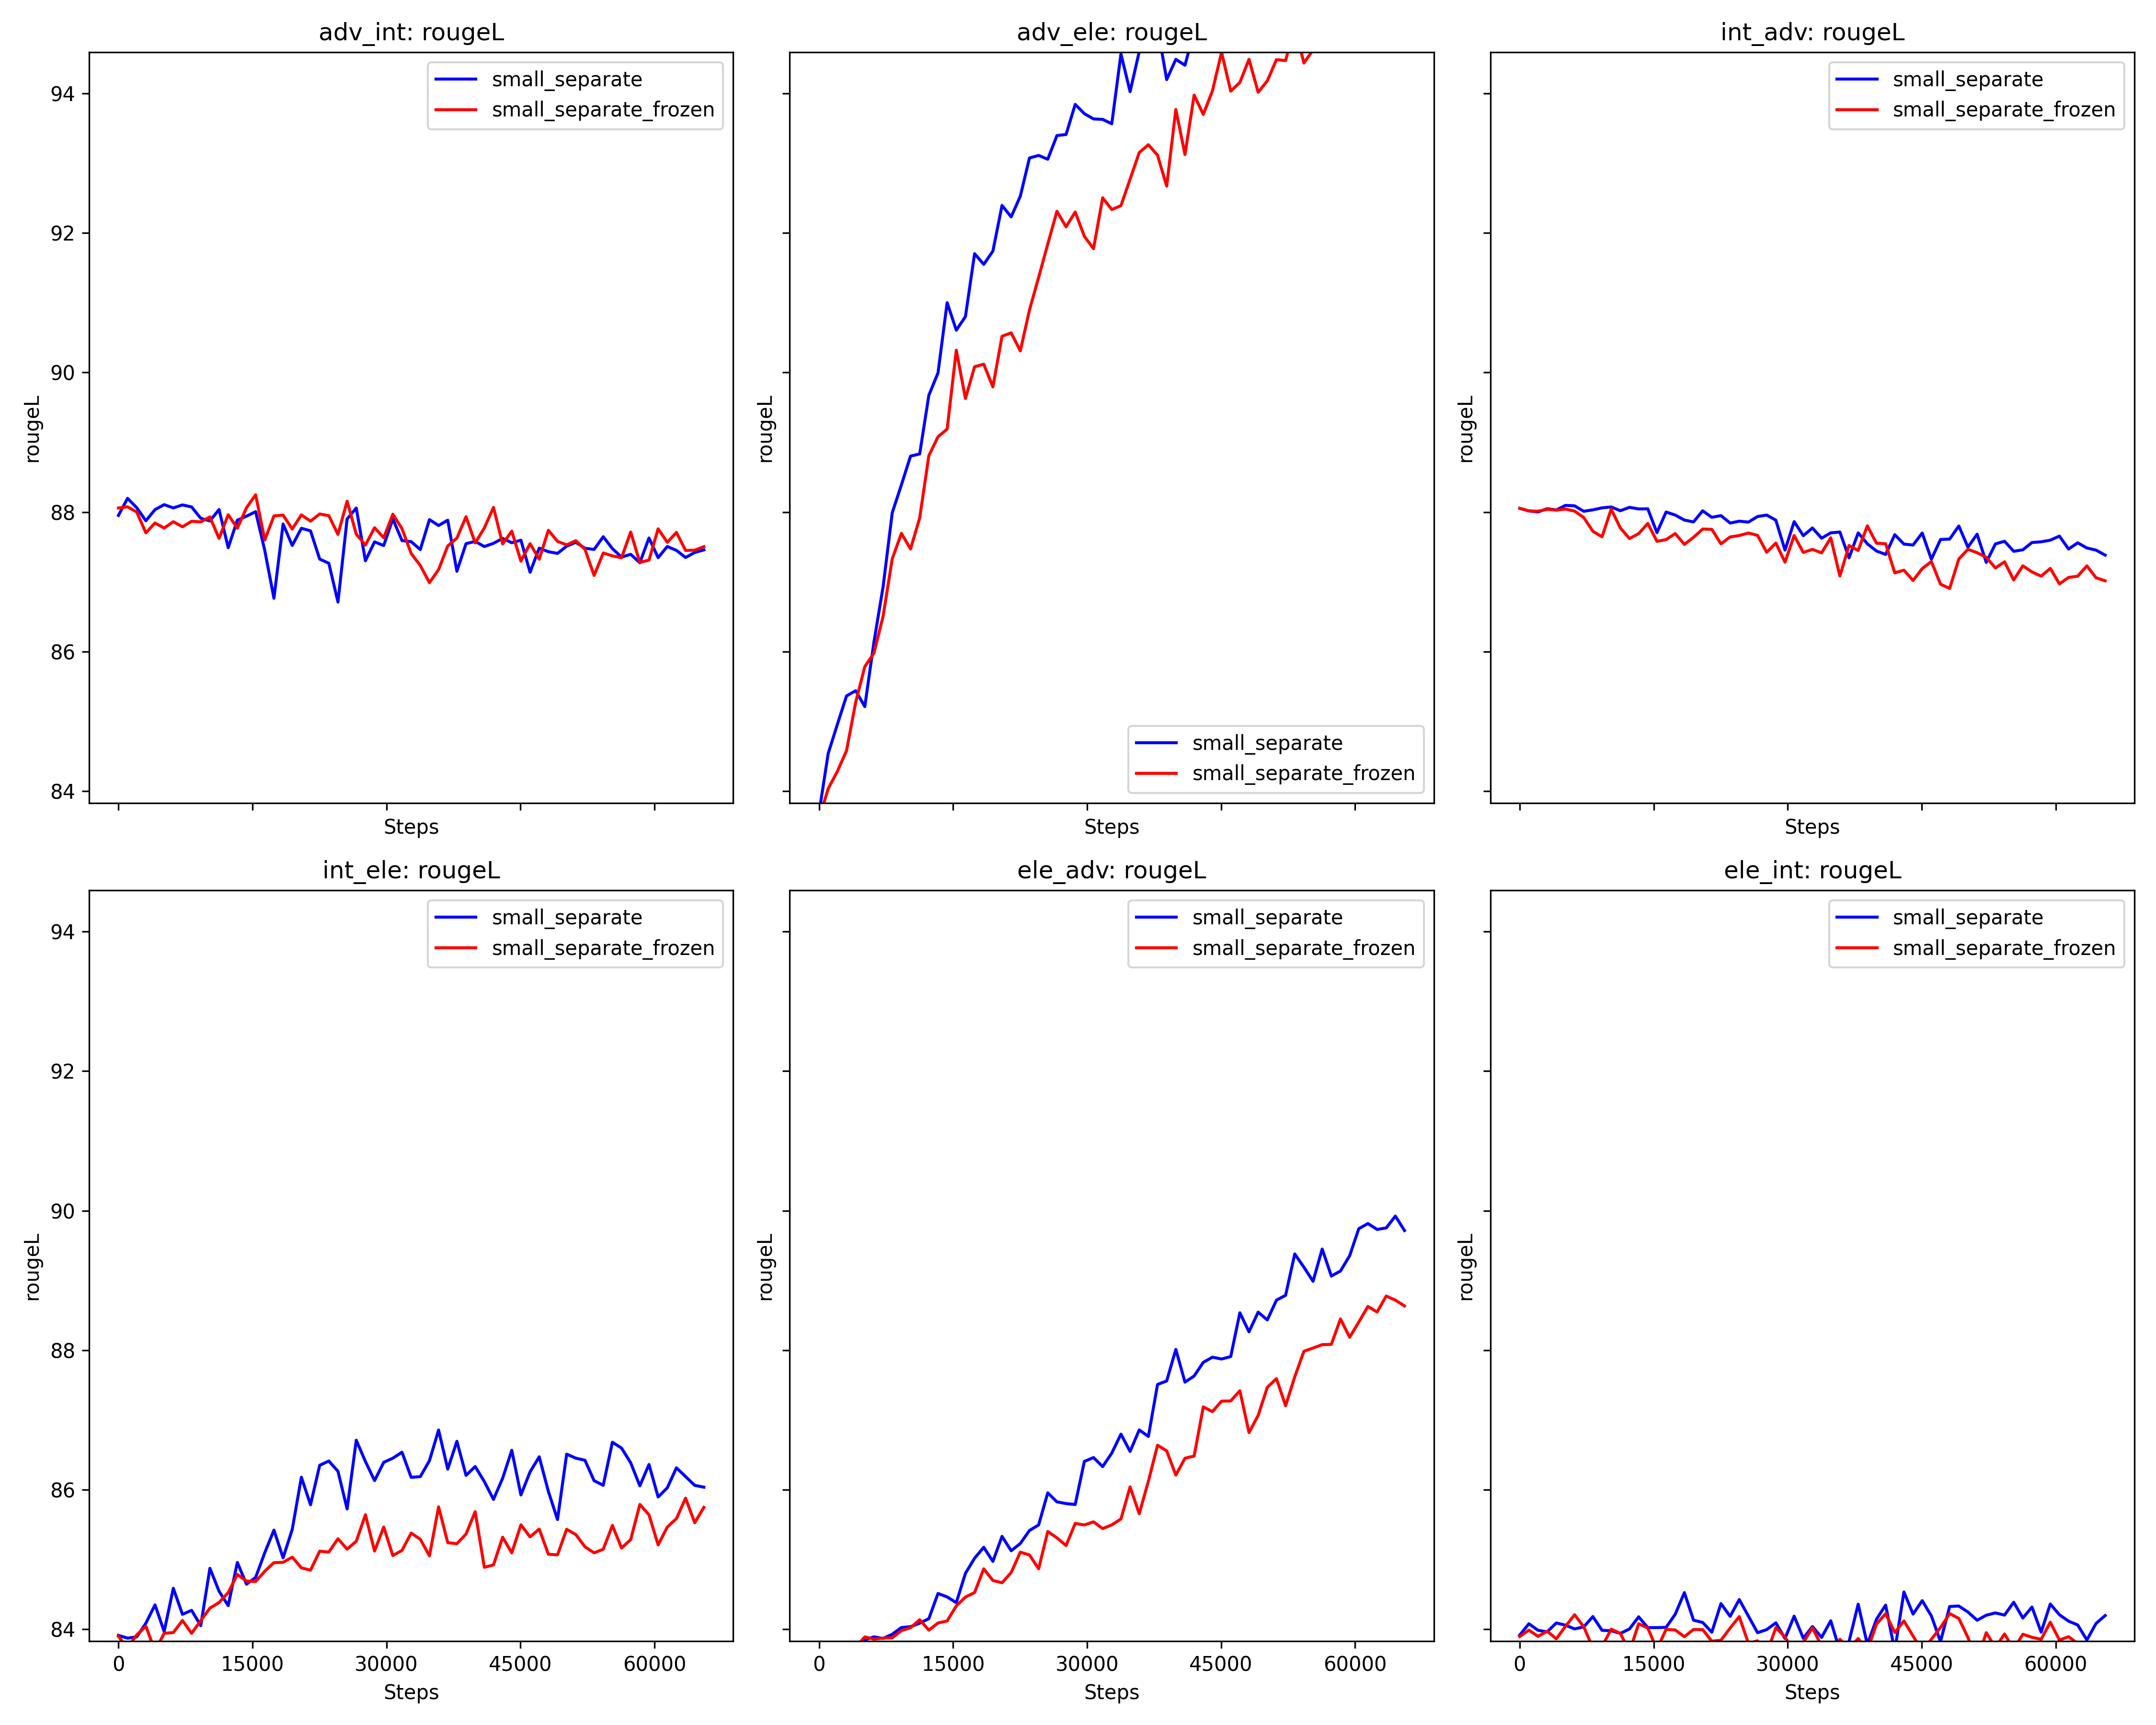 adv_int: rougeL
94
92
90
88
86
84
rougeL
Steps
small_separate
small_separate_frozen
adv_ele: rougeL
rougeL
Steps
small_separate
small_separate_frozen
int_adv: rougeL
rougeL
Steps
small_separate
small_separate_frozen
int_ele: rougeL
94
92
90
88
86
84
rougeL
0 15000 30000 45000 60000
Steps
small_separate
small_separate_frozen
ele_adv: rougeL
rougeL
0 15000 30000 45000 60000
Steps
small_separate
small_separate_frozen
ele_int: rougeL
rougeL
0 15000 30000 45000 60000
Steps
small_separate
small_separate_frozen